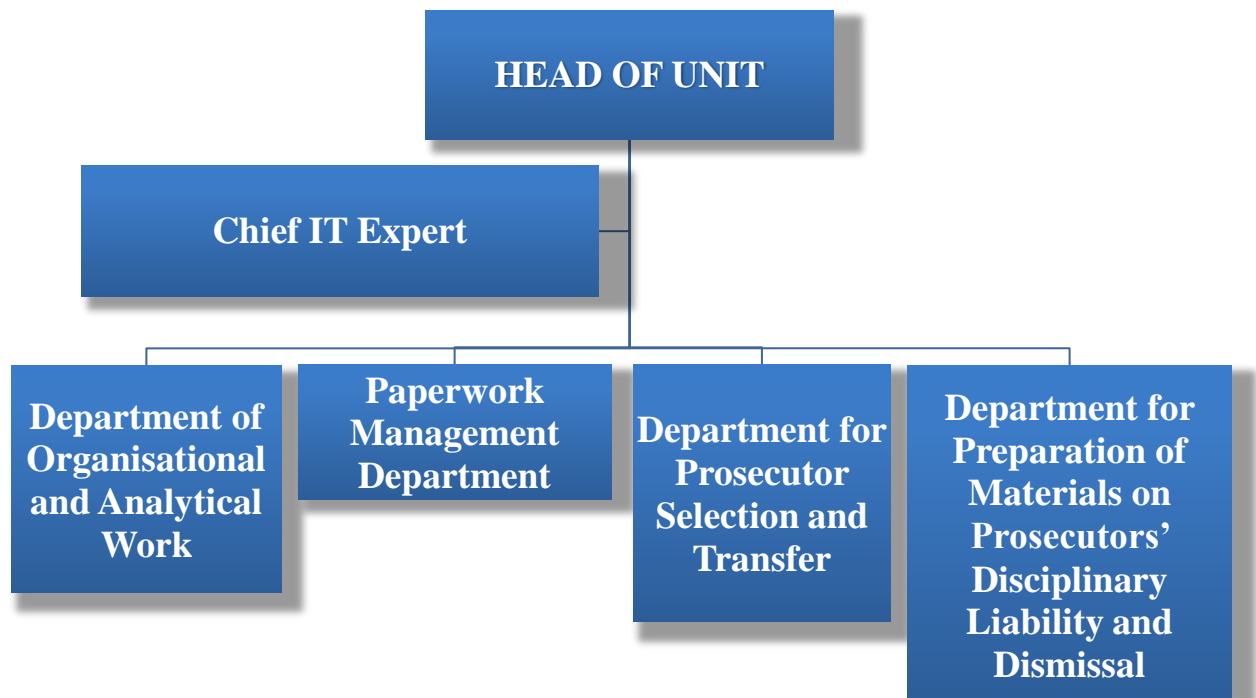 HEAD OF UNIT
Chief IT Expert
Department of
Organisational
and Analytical
Work
Paperwork
Management
Department
Department for
Prosecutor
Selection and
Transfer
Department for
Preparation of
Materials on
Prosecutors’
Disciplinary
Liability and
Dismissal